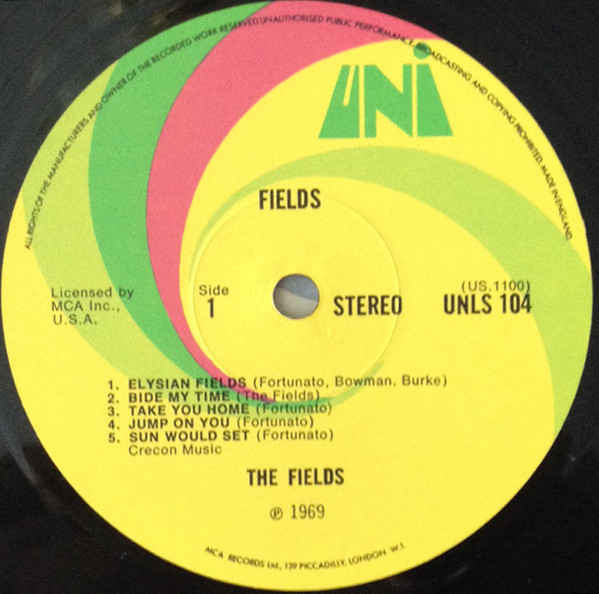 ALL RIGHTS OF THE MANUFACTURERS AND OWNER OF THE RECORDED WORK RESERVED UNAUTHORISED PUBLIC PERFORMANCE, BROADCASTING AND COPYING PROHIBITED. MADE IN ENGLAND.
UNI
FIELDS
Side
1
STEREO
(US.1100)
UNLS 104
Licensed by
MCA Inc.,
U.S.A.
1. ELYSIAN FIELDS (Fortunato, Bowman, Burke)
2. BIDE MY TIME (The Fields)
3. TAKE YOU HOME (Fortunato)
4. JUMP ON YOU (Fortunato)
5. SUN WOULD SET (Fortunato)
Crecon Music
THE FIELDS
℗ 1969
MCA RECORDS Ltd., 139 PICCADILLY, LONDON W.1.